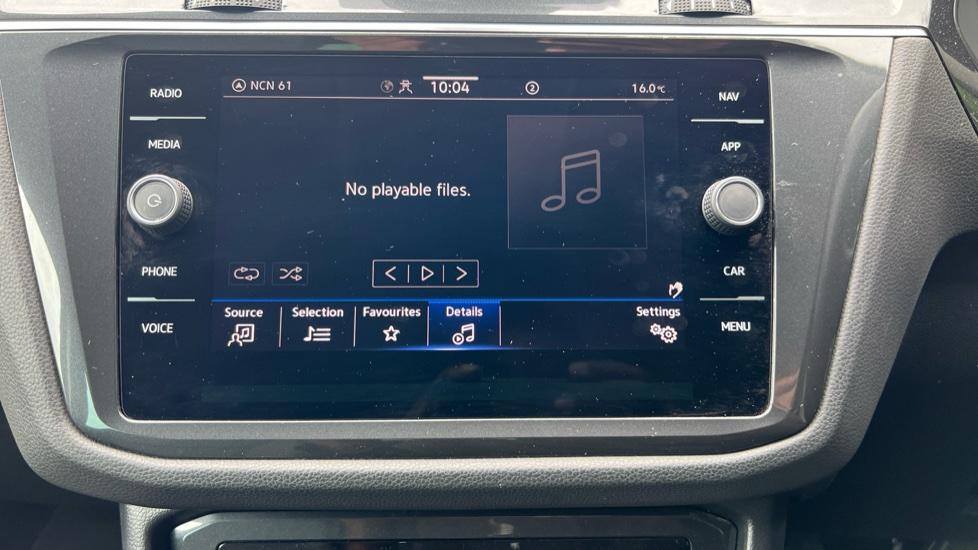 RADIO
MEDIA
PHONE
VOICE
NCN 61
10:04
2
16.0°C
No playable files.
Source
Selection
Favourites
Details
Settings
NAV
APP
CAR
MENU